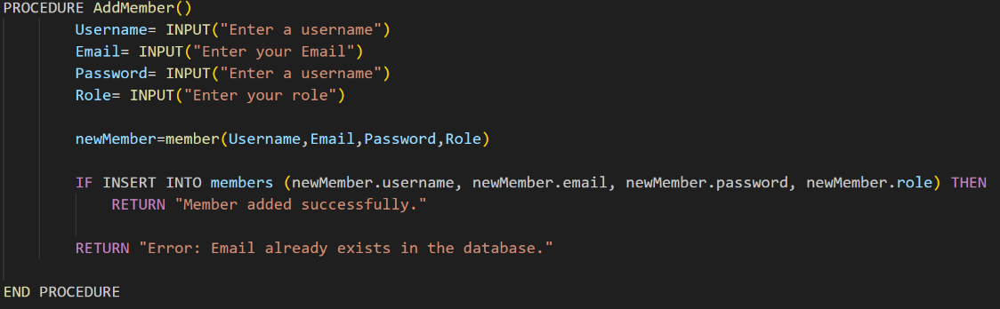 PROCEDURE AddMember()
Username= INPUT("Enter a username")
Email= INPUT("Enter your Email")
Password= INPUT("Enter a username")
Role= INPUT("Enter your role")
newMember=member(Username,Email,Password,Role)
IF INSERT INTO members (newMember.username, newMember.email, newMember.password, newMember.role) THEN
RETURN "Member added successfully."
RETURN "Error: Email already exists in the database."
END PROCEDURE